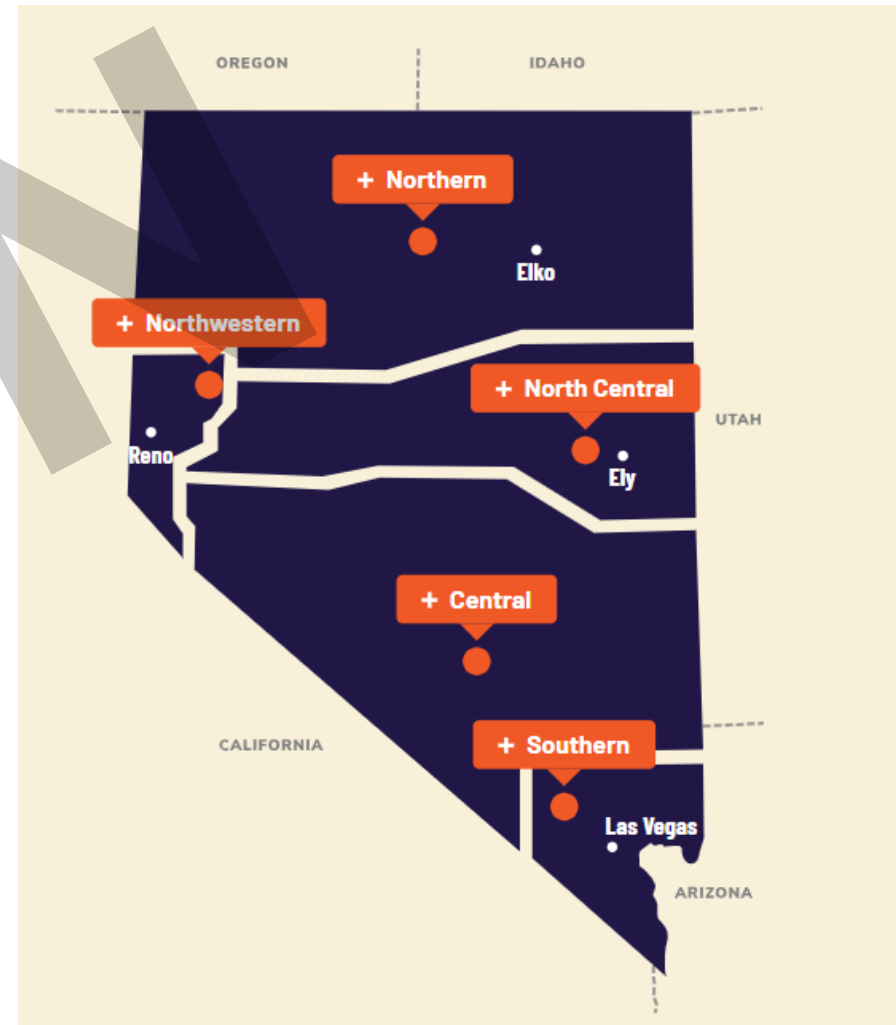 OREGON
IDAHO
+ Northern
Elko
+ Northwestern
+ North Central
UTAH
Reno
Ely
+ Central
CALIFORNIA
+ Southern
Las Vegas
ARIZONA